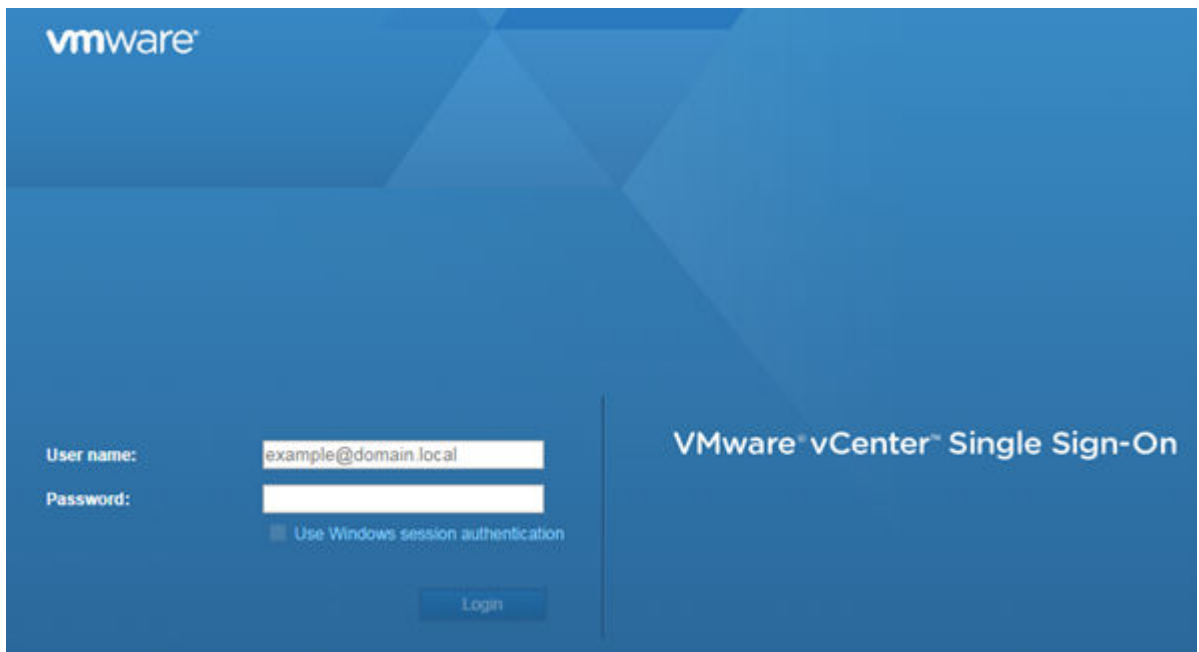 vmware®
User name:
example@domain.local
Password:
Use Windows session authentication
Login
VMware® vCenter™ Single Sign-On